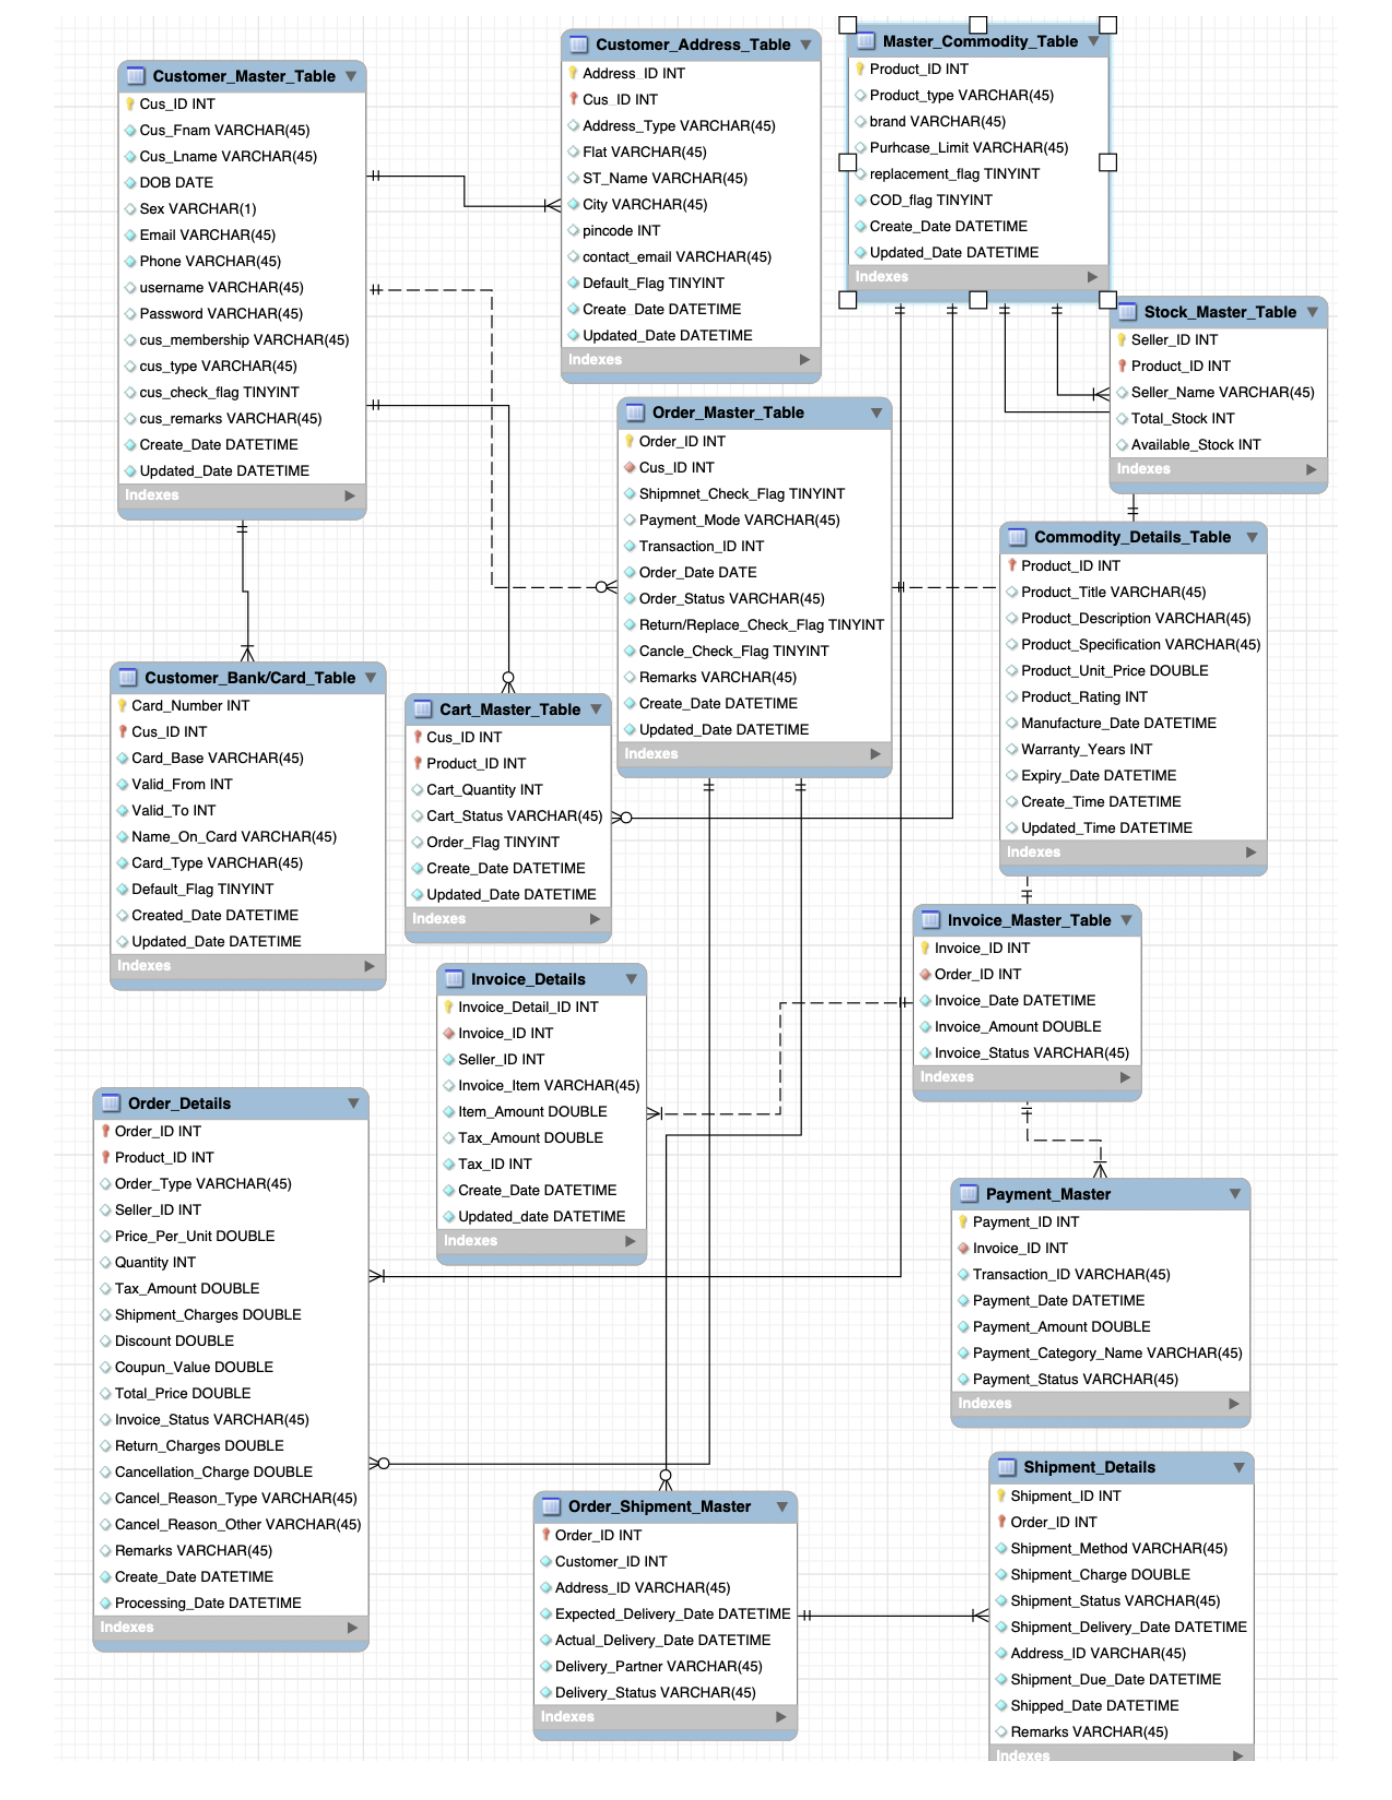 Customer_Master_Table
Cus_ID INT
Cus_Fnam VARCHAR(45)
Cus_Lname VARCHAR(45)
DOB DATE
Sex VARCHAR(1)
Email VARCHAR(45)
Phone VARCHAR(45)
username VARCHAR(45)
Password VARCHAR(45)
cus_membership VARCHAR(45)
cus_type VARCHAR(45)
cus_check_flag TINYINT
cus_remarks VARCHAR(45)
Create_Date DATETIME
Updated_Date DATETIME
Indexes
Customer_Address_Table
Address_ID INT
Cus_ID INT
Address_Type VARCHAR(45)
Flat VARCHAR(45)
ST_Name VARCHAR(45)
City VARCHAR(45)
pincode INT
contact_email VARCHAR(45)
Default_Flag TINYINT
Create_Date DATETIME
Updated_Date DATETIME
Indexes
Master_Commodity_Table
Product_ID INT
Product_type VARCHAR(45)
brand VARCHAR(45)
Purhcase_Limit VARCHAR(45)
replacement_flag TINYINT
COD_flag TINYINT
Create_Date DATETIME
Updated_Date DATETIME
Indexes
Stock_Master_Table
Seller_ID INT
Product_ID INT
Seller_Name VARCHAR(45)
Total_Stock INT
Available_Stock INT
Indexes
Order_Master_Table
Order_ID INT
Cus_ID INT
Shipmnet_Check_Flag TINYINT
Payment_Mode VARCHAR(45)
Transaction_ID INT
Order_Date DATE
Order_Status VARCHAR(45)
Return/Replace_Check_Flag TINYINT
Cancle_Check_Flag TINYINT
Remarks VARCHAR(45)
Create_Date DATETIME
Updated_Date DATETIME
Indexes
Commodity_Details_Table
Product_ID INT
Product_Title VARCHAR(45)
Product_Description VARCHAR(45)
Product_Specification VARCHAR(45)
Product_Unit_Price DOUBLE
Product_Rating INT
Manufacture_Date DATETIME
Warranty_Years INT
Expiry_Date DATETIME
Create_Time DATETIME
Updated_Time DATETIME
Indexes
Customer_Bank/Card_Table
Card_Number INT
Cus_ID INT
Card_Base VARCHAR(45)
Valid_From INT
Valid_To INT
Name_On_Card VARCHAR(45)
Card_Type VARCHAR(45)
Default_Flag TINYINT
Created_Date DATETIME
Updated_Date DATETIME
Indexes
Cart_Master_Table
Cus_ID INT
Product_ID INT
Cart_Quantity INT
Cart_Status VARCHAR(45)
Order_Flag TINYINT
Create_Date DATETIME
Updated_Date DATETIME
Indexes
Invoice_Master_Table
Invoice_ID INT
Order_ID INT
Invoice_Date DATETIME
Invoice_Amount DOUBLE
Invoice_Status VARCHAR(45)
Indexes
Invoice_Details
Invoice_Detail_ID INT
Invoice_ID INT
Seller_ID INT
Invoice_Item VARCHAR(45)
Item_Amount DOUBLE
Tax_Amount DOUBLE
Tax_ID INT
Create_Date DATETIME
Updated_date DATETIME
Indexes
Order_Details
Order_ID INT
Product_ID INT
Order_Type VARCHAR(45)
Seller_ID INT
Price_Per_Unit DOUBLE
Quantity INT
Tax_Amount DOUBLE
Shipment_Charges DOUBLE
Discount DOUBLE
Coupun_Value DOUBLE
Total_Price DOUBLE
Invoice_Status VARCHAR(45)
Return_Charges DOUBLE
Cancellation_Charge DOUBLE
Cancel_Reason_Type VARCHAR(45)
Cancel_Reason_Other VARCHAR(45)
Remarks VARCHAR(45)
Create_Date DATETIME
Processing_Date DATETIME
Indexes
Payment_Master
Payment_ID INT
Invoice_ID INT
Transaction_ID VARCHAR(45)
Payment_Date DATETIME
Payment_Amount DOUBLE
Payment_Category_Name VARCHAR(45)
Payment_Status VARCHAR(45)
Indexes
Order_Shipment_Master
Order_ID INT
Customer_ID INT
Address_ID VARCHAR(45)
Expected_Delivery_Date DATETIME
Actual_Delivery_Date DATETIME
Delivery_Partner VARCHAR(45)
Delivery_Status VARCHAR(45)
Indexes
Shipment_Details
Shipment_ID INT
Order_ID INT
Shipment_Method VARCHAR(45)
Shipment_Charge DOUBLE
Shipment_Status VARCHAR(45)
Shipment_Delivery_Date DATETIME
Address_ID VARCHAR(45)
Shipment_Due_Date DATETIME
Shipped_Date DATETIME
Remarks VARCHAR(45)
Indexes